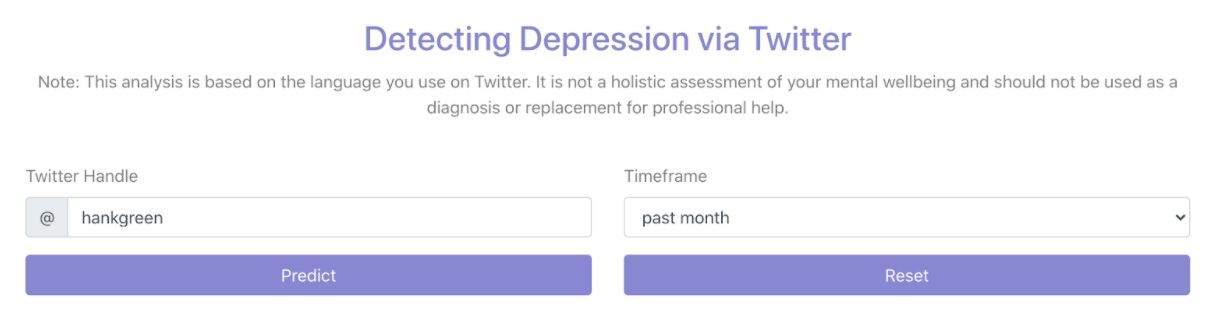 Detecting Depression via Twitter
Note: This analysis is based on the language you use on Twitter. It is not a holistic assessment of your mental wellbeing and should not be used as a
diagnosis or replacement for professional help.
Twitter Handle
Timeframe
@ hankgreen
past month
Predict
Reset